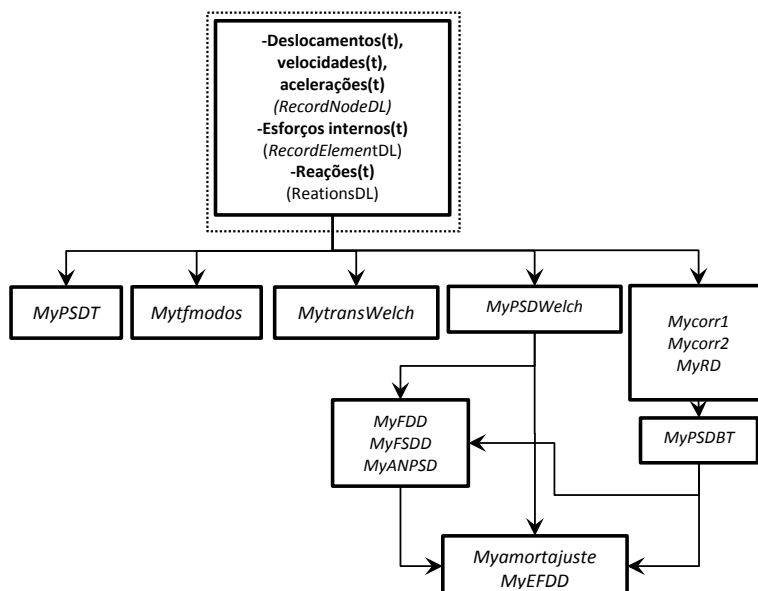 -Deslocamentos(t),
velocidades(t),
acelerações(t)
(RecordNodeDL)
-Esforços internos(t)
(RecordElementDL)
-Reações(t)
(ReationsDL)
MyPSDT
Mytfmodos
MytransWelch
MyPSDWelch
Mycorr1
Mycorr2
MyRD
MyFDD
MyFSDD
MyANPSD
MyPSDBT
Myamortajuste
MyEFDD